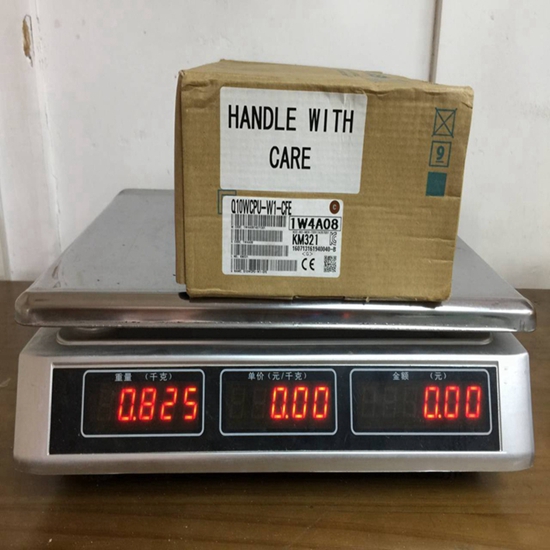 HANDLE WITH
CARE
9
Q10WCPU-W1-CFE
1W4A08
KM321
CE
重量 (千克)
单价 (元/千克)
金额 (元)
0.825
0.00
0.00